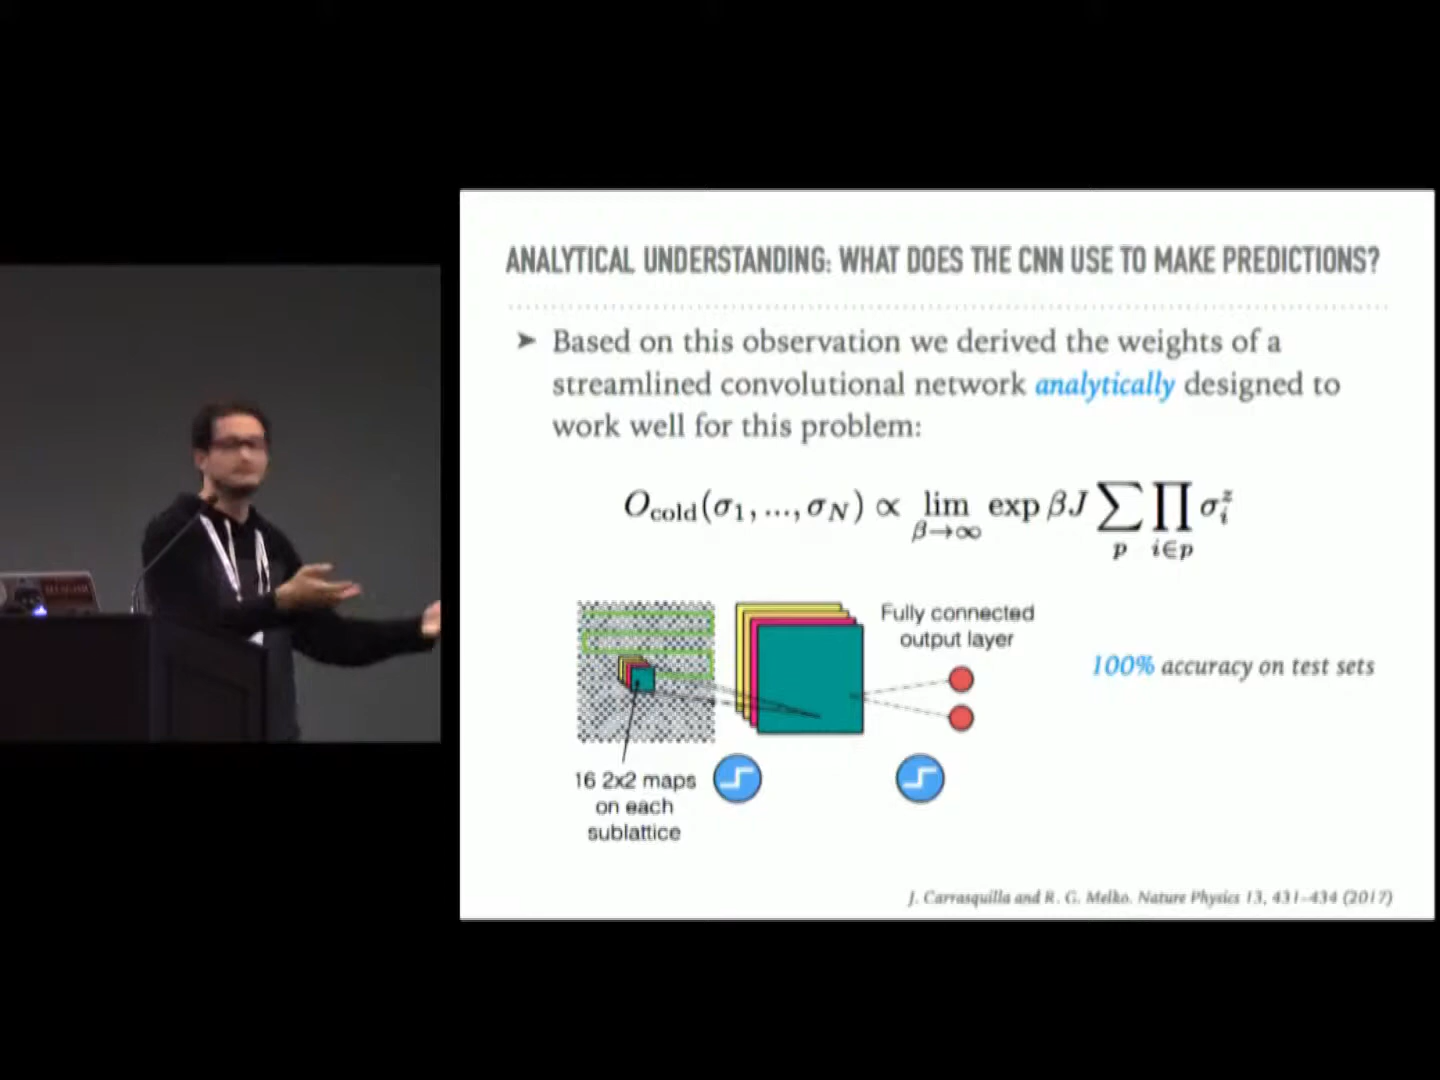 ANALYTICAL UNDERSTANDING: WHAT DOES THE CNN USE TO MAKE PREDICTIONS?
➤ Based on this observation we derived the weights of a
streamlined convolutional network analytically designed to
work well for this problem:
O_cold(σ_1, ..., σ_N) ∝ lim_{β→∞} exp βJ ∑_p ∏_{i∈p} σ_i^z
Fully connected
output layer
100% accuracy on test sets
16 2x2 maps
on each
sublattice
J. Carrasquilla and R. G. Melko. Nature Physics 13, 431–434 (2017)